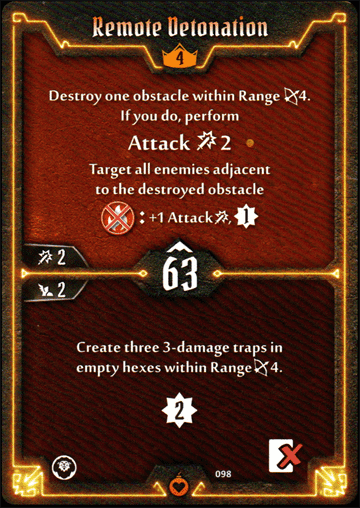 Remote Detonation
4
Destroy one obstacle within Range 4.
If you do, perform
Attack 2
Target all enemies adjacent
to the destroyed obstacle
: +1 Attack, 1
2
63
2
Create three 3-damage traps in
empty hexes within Range 4.
2
098